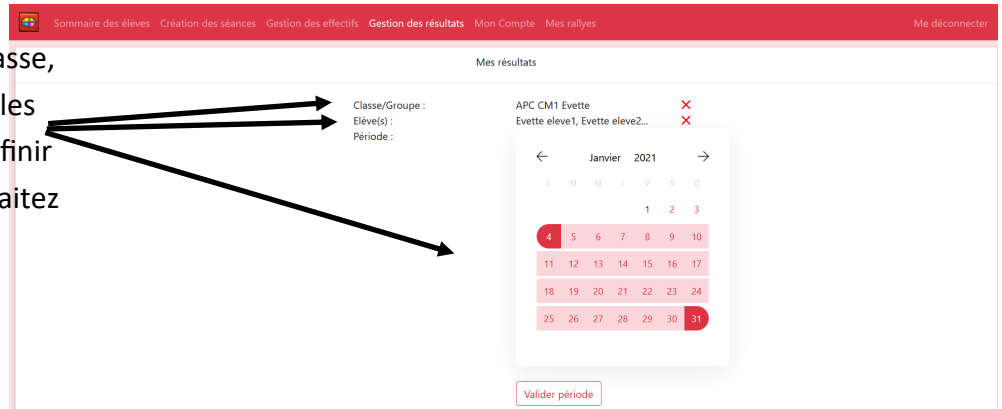 Sommaire des élèves Création des séances Gestion des effectifs Gestion des résultats Mon Compte Mes rallyes Me déconnecter
Mes résultats
asse,
les
finir
aitez
Classe/Groupe : APC CM1 Evette
Elève(s) : Evette eleve1, Evette eleve2...
Période :
Janvier 2021
L M M J V S D
1 2 3
4 5 6 7 8 9 10
11 12 13 14 15 16 17
18 19 20 21 22 23 24
25 26 27 28 29 30 31
Valider période